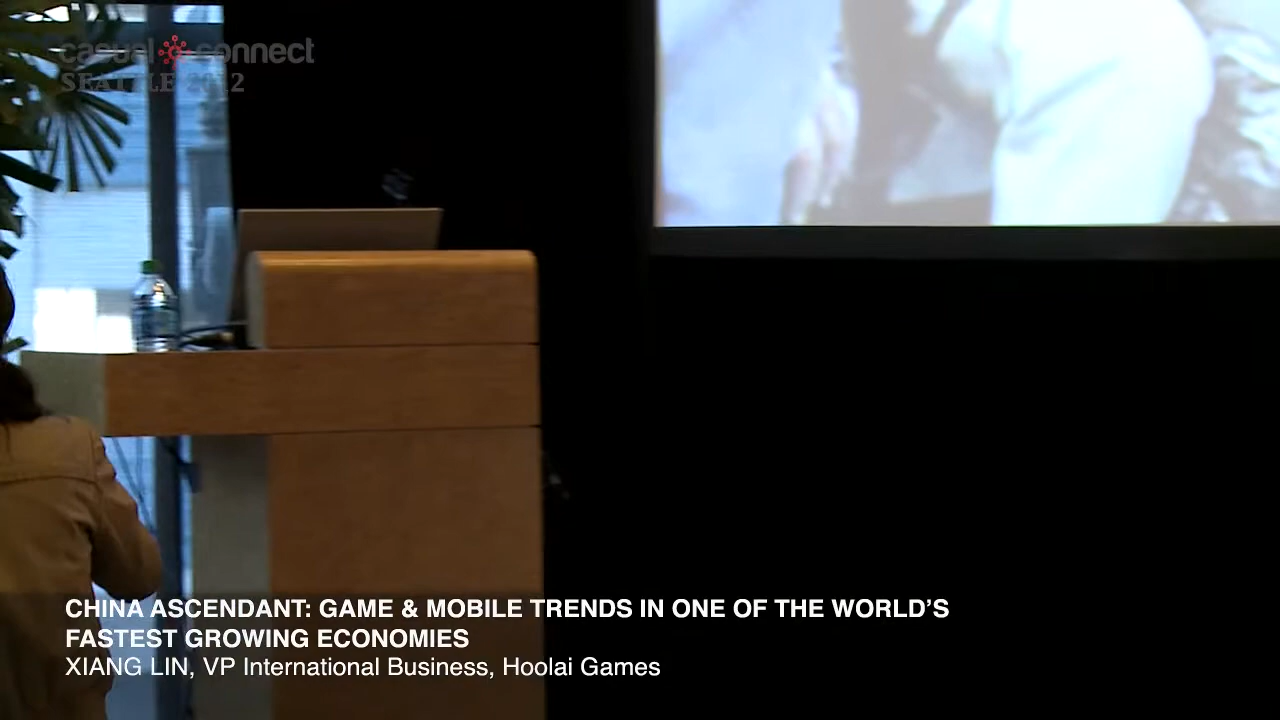 casual connect
SEATTLE 2012
CHINA ASCENDANT: GAME & MOBILE TRENDS IN ONE OF THE WORLD’S
FASTEST GROWING ECONOMIES
XIANG LIN, VP International Business, Hoolai Games